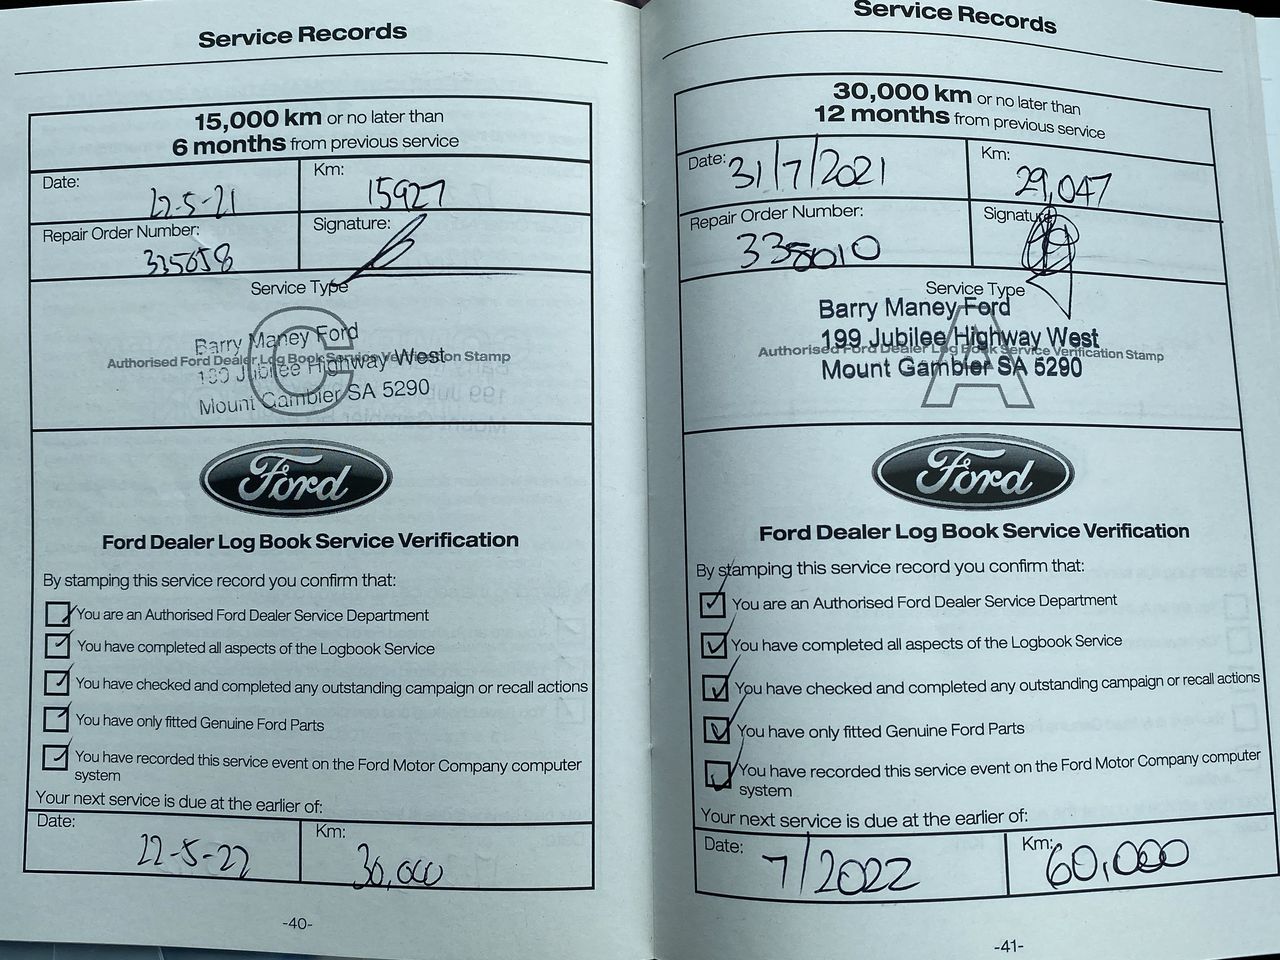 Service Records
15,000 km or no later than
6 months from previous service
Date:
22-5-21
Km:
15927
Repair Order Number:
335658
Signature:
Service Type
C
Barry Maney Ford
Authorised Ford Dealer Log Book Service Verification Stamp
199 Jubilee Highway West
Mount Gambier SA 5290
Ford
Ford Dealer Log Book Service Verification
By stamping this service record you confirm that:
You are an Authorised Ford Dealer Service Department
You have completed all aspects of the Logbook Service
You have checked and completed any outstanding campaign or recall actions
You have only fitted Genuine Ford Parts
You have recorded this service event on the Ford Motor Company computer
system
Your next service is due at the earlier of:
Date:
22-5-22
Km:
30,000
-40-
Service Records
30,000 km or no later than
12 months from previous service
Date: 31/7/2021
Km:
29,047
Repair Order Number:
338010
Signature:
Service Type
A
Barry Maney Ford
199 Jubilee Highway West
Authorised Ford Dealer Log Book Service Verification Stamp
Mount Gambier SA 5290
Ford
Ford Dealer Log Book Service Verification
By stamping this service record you confirm that:
You are an Authorised Ford Dealer Service Department
You have completed all aspects of the Logbook Service
You have checked and completed any outstanding campaign or recall actions
You have only fitted Genuine Ford Parts
You have recorded this service event on the Ford Motor Company computer
system
Your next service is due at the earlier of:
Date: 7/2022
Km: 60,000
-41-